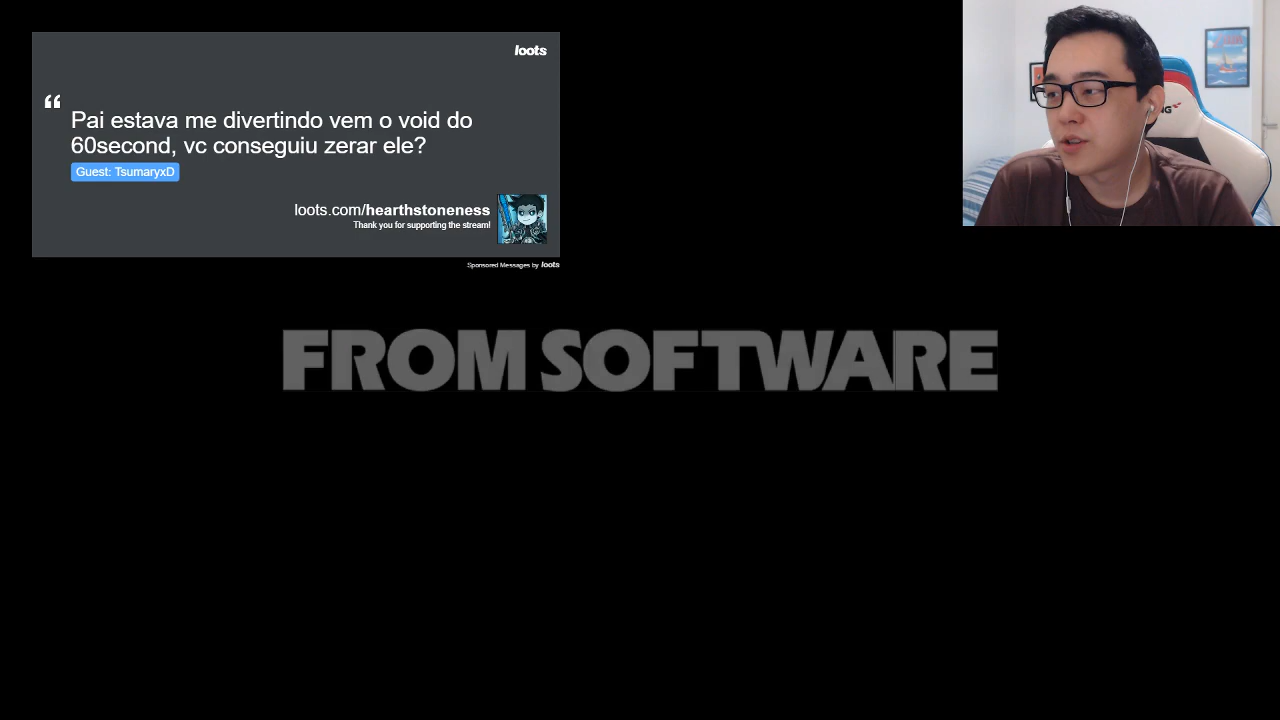 loots
“ Pai estava me divertindo vem o void do
60second, vc conseguiu zerar ele?
Guest: TsumaryxD
loots.com/hearthstoneness
Thank you for supporting the stream!
Sponsored Messages by loots
FROM SOFTWARE